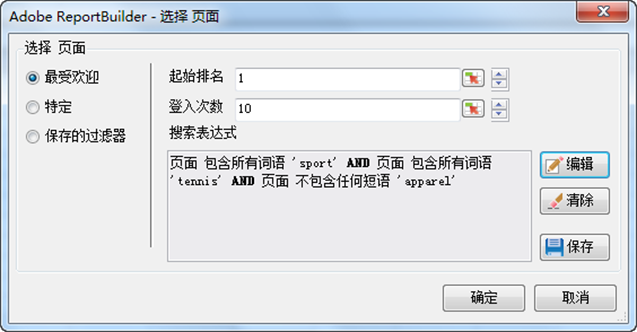 Adobe ReportBuilder - 选择 页面
选择 页面
最受欢迎
特定
保存的过滤器
起始排名 1
登入次数 10
搜索表达式
页面 包含所有词语 'sport' AND 页面 包含所有词语
'tennis' AND 页面 不包含任何短语 'apparel'
编辑
清除
保存
确定
取消